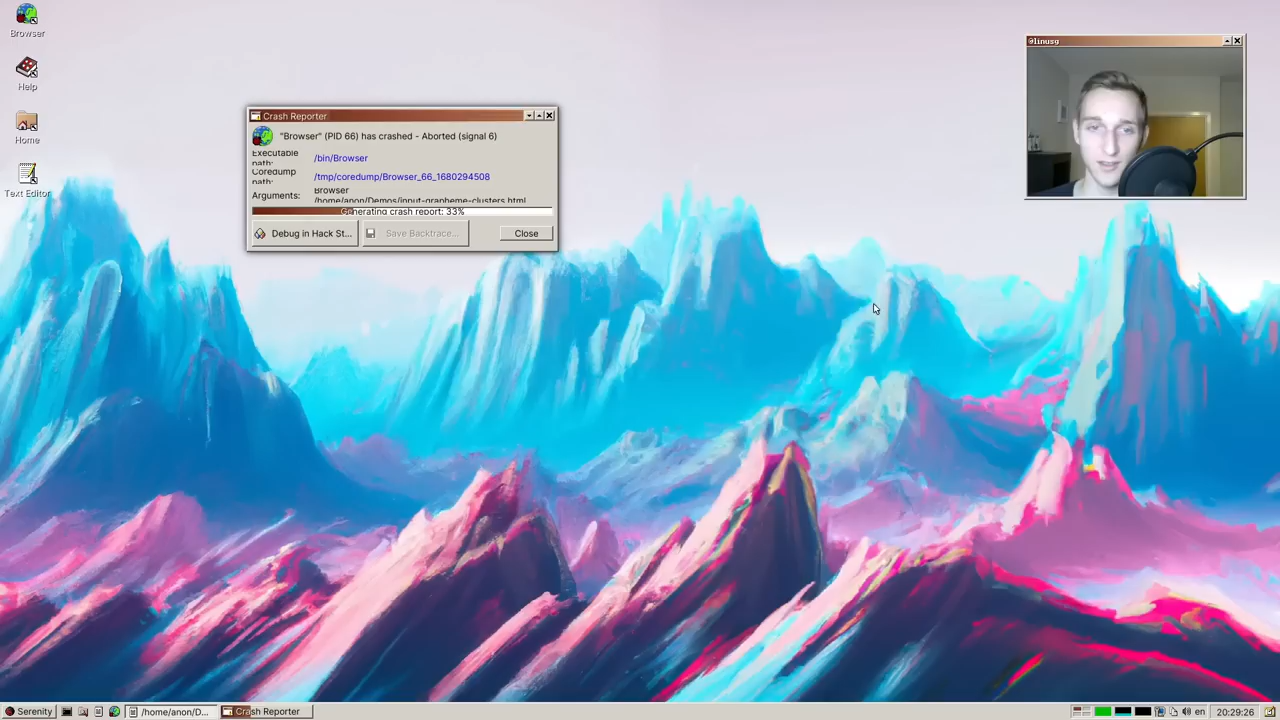 Browser
Help
Home
Text Editor
@linusg
Crash Reporter
"Browser" (PID 66) has crashed - Aborted (signal 6)
Executable
path:
/bin/Browser
Coredump
path:
/tmp/coredump/Browser_66_1680294508
Arguments:
Browser
/home/anon/Demos/input-grapheme-clusters.html
Generating crash report: 33%
Debug in Hack St...
Save Backtrace...
Close
Serenity
/home/anon/D...
Crash Reporter
en
20:29:26